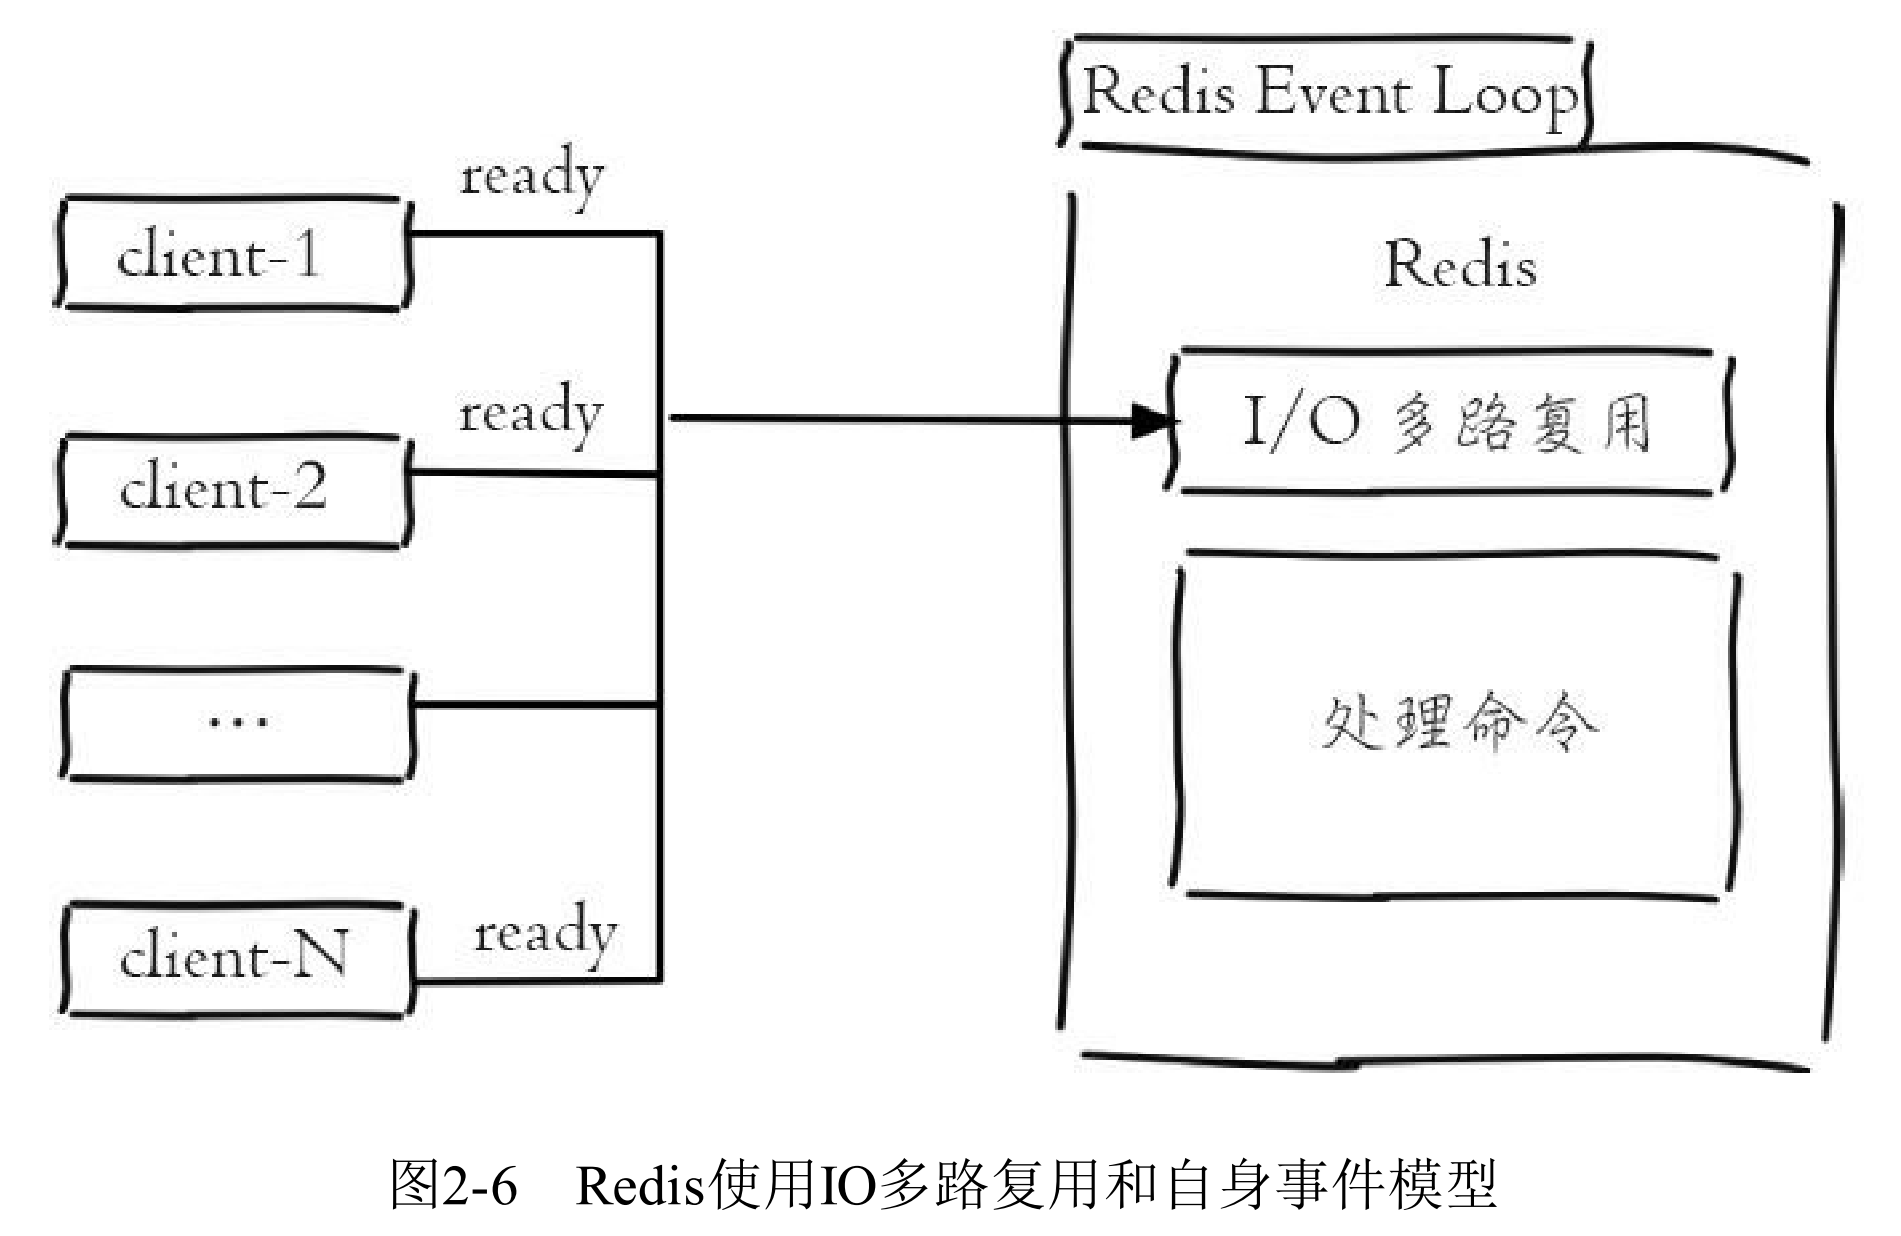 Redis Event Loop
ready
client-1
Redis
ready
I/O 多路复用
client-2
...
处理命令
ready
client-N
图2-6 Redis使用IO多路复用和自身事件模型